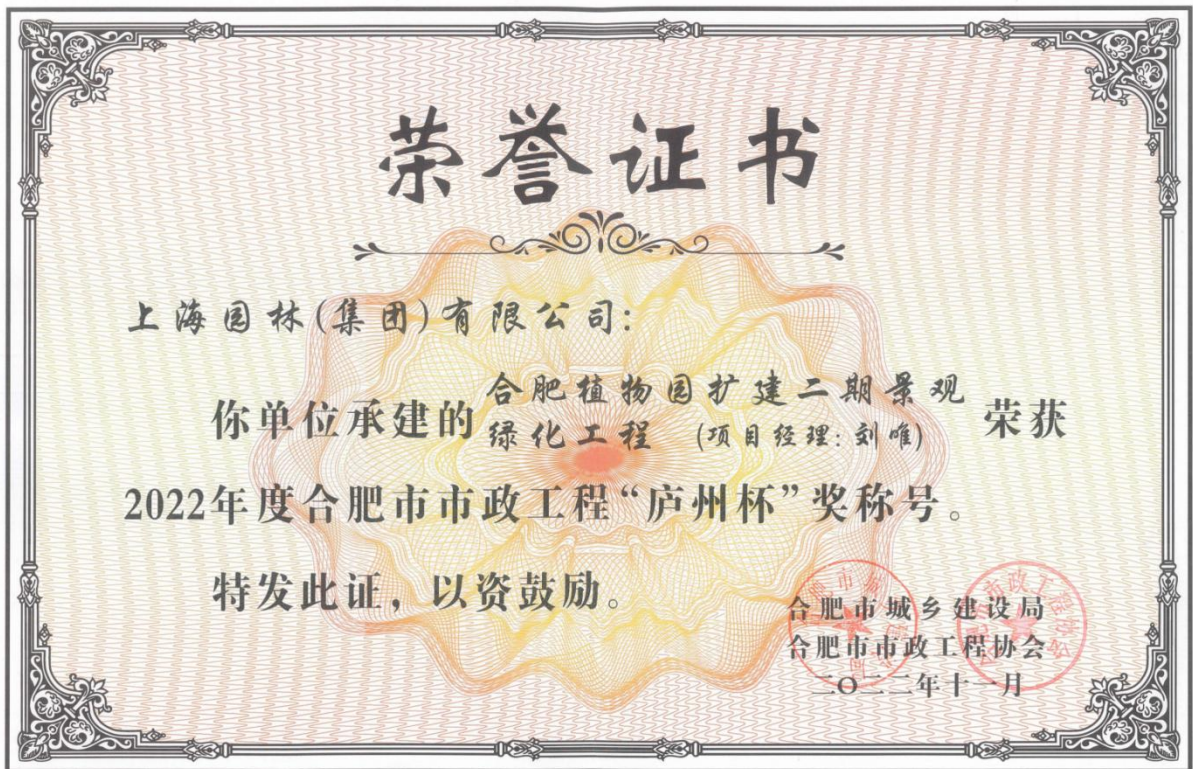 荣誉证书
上海园林(集团)有限公司:
你单位承建的合肥植物园扩建二期景观
绿化工程 (项目经理:刘唯) 荣获
2022年度合肥市市政工程“庐州杯”奖称号。
特发此证，以资鼓励。
合肥市城乡建设局
合肥市市政工程协会
二〇二二年十一月